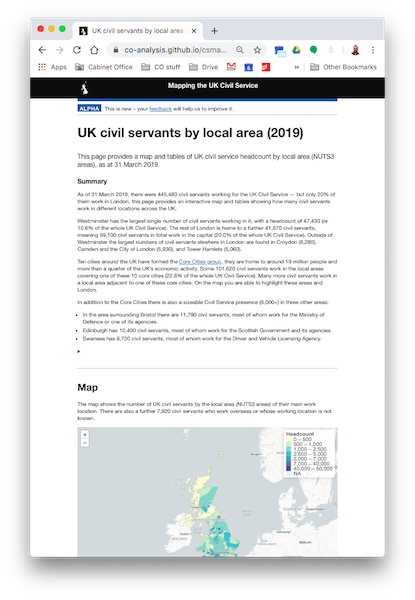 UK civil servants by local area (2019)
co-analysis.github.io/csma...
Apps Cabinet Office CO stuff Drive Other Bookmarks
Mapping the UK Civil Service
ALPHA This is new – your feedback will help us to improve it.
UK civil servants by local area (2019)
This page provides a map and tables of UK civil service headcount by local area (NUTS3
areas), as at 31 March 2019.
Summary
As of 31 March 2019, there were 445,480 civil servants working for the UK Civil Service — but only 20% of
them work in London, this page provides an interactive map and tables showing how many civil servants
work in different locations across the UK.
Westminster has the largest single number of civil servants working in it, with a headcount of 47,430 (or
10.6% of the whole UK Civil Service). The rest of London is home to a further 41,670 civil servants,
meaning 89,100 civil servants in total work in the capital (20.0% of the whole UK Civil Service). Outside of
Westminster the largest numbers of civil servants elsewhere in London are found in Croydon (8,280),
Camden and the City of London (5,930), and Tower Hamlets (5,060).
Ten cities around the UK have formed the Core Cities group, they are home to around 19 million people and
more than a quarter of the UK's economic activity. Some 101,620 civil servants work in the local areas
covering one of these 10 core cities (22.8% of the whole UK Civil Service). Many more civil servants work in
a local area adjacent to one of these core cities. On the map you are able to highlight these areas and
London.
In addition to the Core Cities there is also a sizeable Civil Service presence (8,000+) in three other areas:
• In the area surrounding Bristol there are 11,790 civil servants, most of whom work for the Ministry of
Defence or one of its agencies.
• Edinburgh has 10,400 civil servants, most of whom work for the Scottish Government and its agencies.
• Swansea has 8,730 civil servants, most of whom work for the Driver and Vehicle Licensing Agency.
Map
The map shows the number of UK civil servants by the local area (NUTS3 areas) of their main work
location. There are also a further 7,920 civil servants who work overseas or whose working location is not
known.
+
−
Headcount
0 – 500
500 – 1,000
1,000 – 2,500
2,500 – 5,000
5,000 – 7,000
7,000 – 40,000
40,000 – 50,000
NA